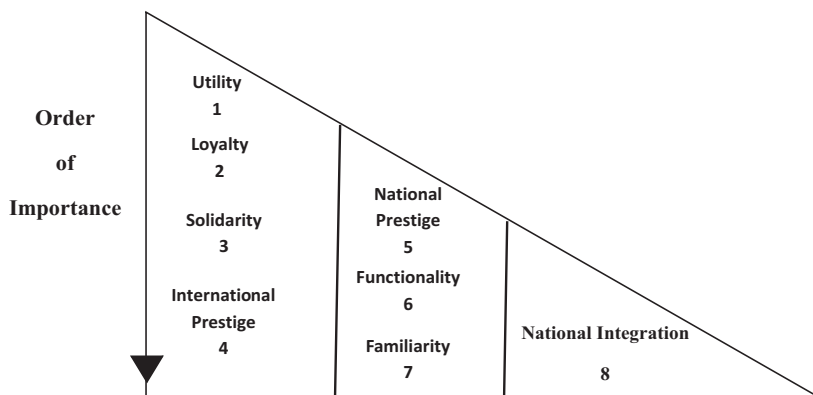 Order
of
Importance
Utility
1
Loyalty
2
Solidarity
3
International
Prestige
4
National
Prestige
5
Functionality
6
Familiarity
7
National Integration
8